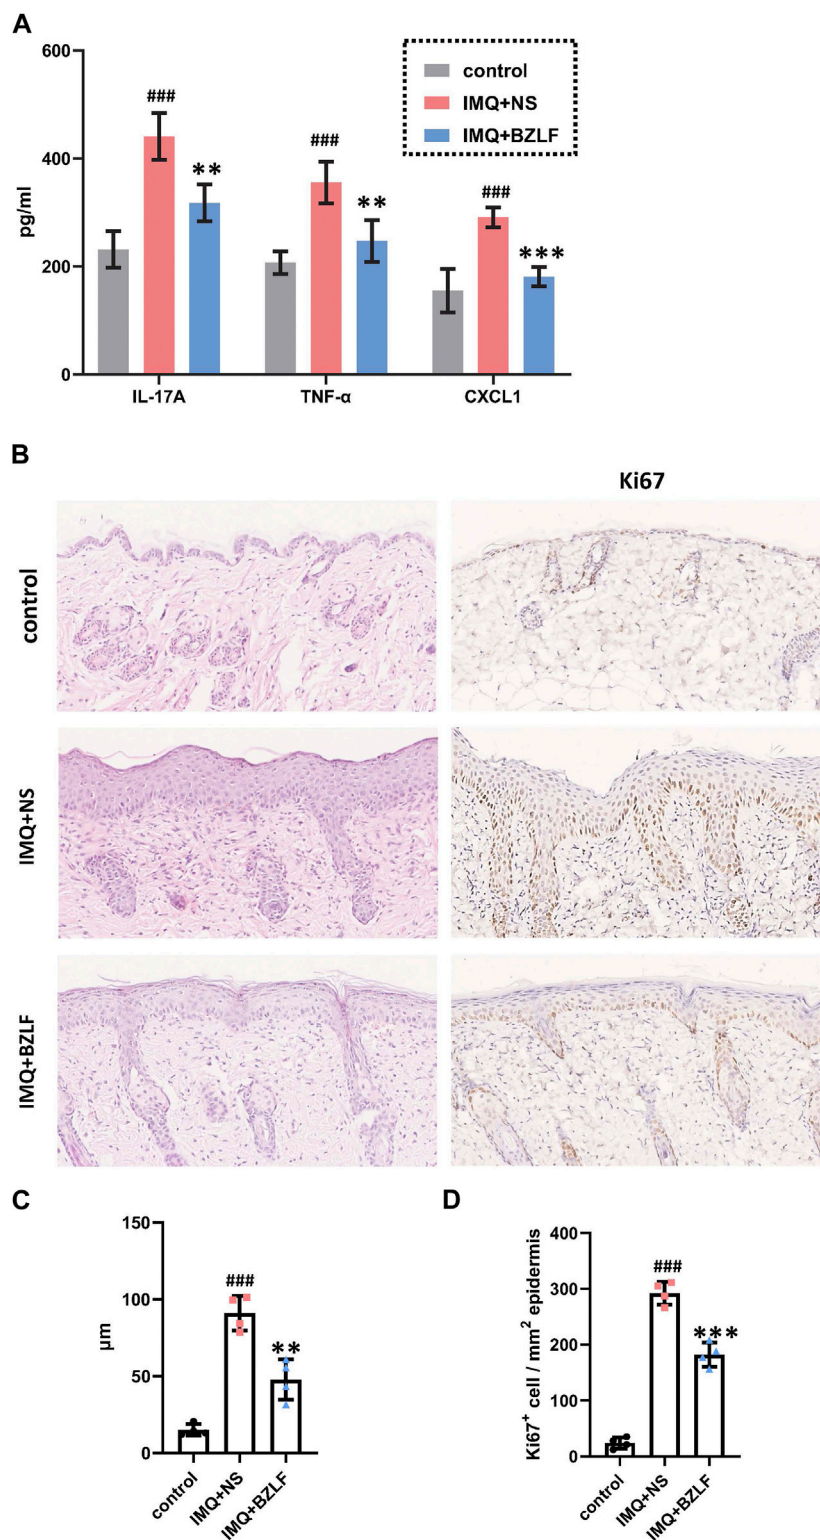 A
600
400
200
0
pg/ml
control
IMQ+NS
IMQ+BZLF
###
**
###
**
###
***
IL-17A
TNF-α
CXCL1
B
Ki67
control
IMQ+NS
IMQ+BZLF
C
150
100
50
0
μm
###
**
control
IMQ+NS
IMQ+BZLF
D
400
300
200
100
0
Ki67⁺ cell / mm² epidermis
###
***
control
IMQ+NS
IMQ+BZLF